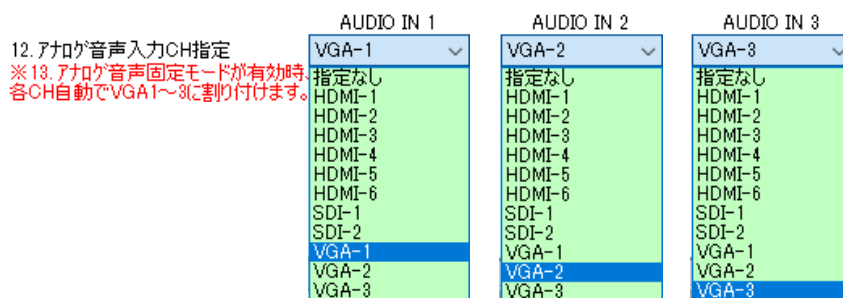 AUDIO IN 1 AUDIO IN 2 AUDIO IN 3
12.アナログ音声入力CH指定 VGA-1 VGA-2 VGA-3
※13.アナログ音声固定モードが有効時、
各CH自動でVGA1～3に割り付けます。
指定なし 指定なし 指定なし
HDMI-1 HDMI-1 HDMI-1
HDMI-2 HDMI-2 HDMI-2
HDMI-3 HDMI-3 HDMI-3
HDMI-4 HDMI-4 HDMI-4
HDMI-5 HDMI-5 HDMI-5
HDMI-6 HDMI-6 HDMI-6
SDI-1 SDI-1 SDI-1
SDI-2 SDI-2 SDI-2
VGA-1 VGA-1 VGA-1
VGA-2 VGA-2 VGA-2
VGA-3 VGA-3 VGA-3